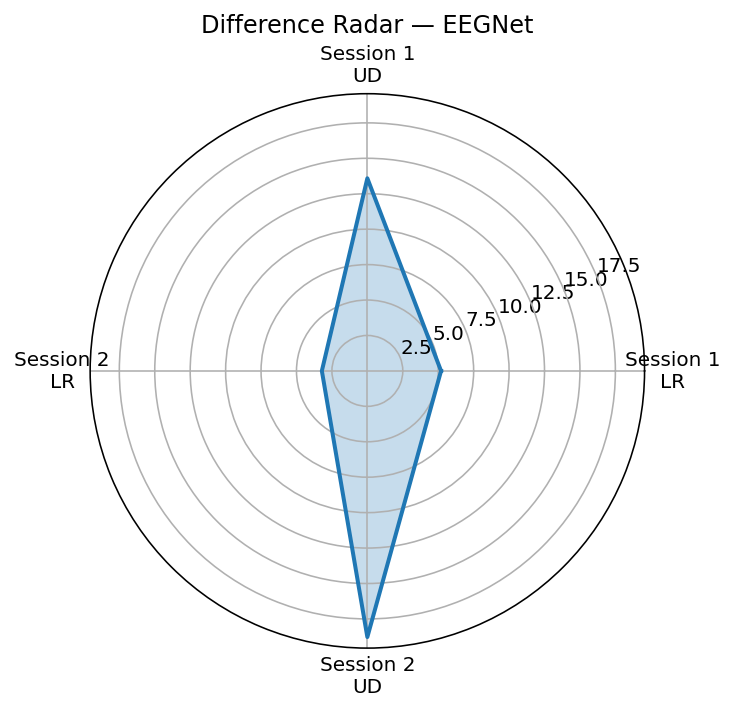 Difference Radar — EEGNet
Session 1
UD
17.5
15.0
12.5
10.0
7.5
5.0
2.5
Session 2
LR
Session 1
LR
Session 2
UD